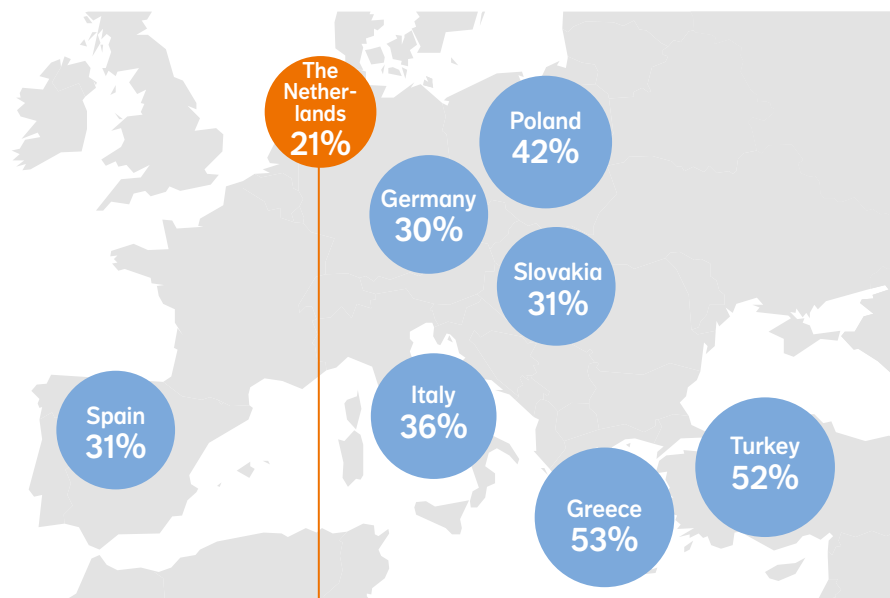 The
Nether-
lands
21%
Poland
42%
Germany
30%
Slovakia
31%
Italy
36%
Spain
31%
Turkey
52%
Greece
53%